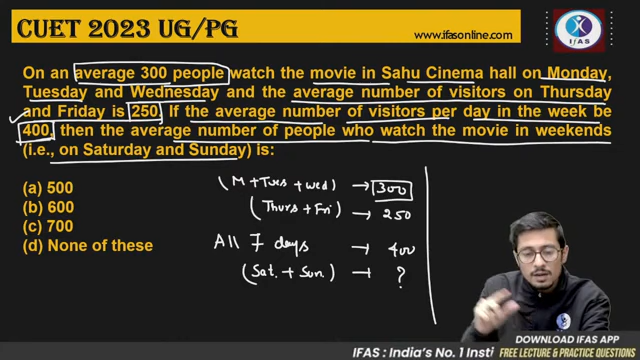 CUET 2023 UG/PG
www.ifasonline.com
iFAS
On an average 300 people watch the movie in Sahu Cinema hall on Monday,
Tuesday and Wednesday and the average number of visitors on Thursday
and Friday is 250. If the average number of visitors per day in the week be
400, then the average number of people who watch the movie in weekends
(i.e., on Saturday and Sunday) is:
(a) 500
(b) 600
(c) 700
(d) None of these
(M + Tues + wed) → 300
(Thurs + Fri) → 250
All 7 days → 400
(Sat. + Sun.) → ?
DOWNLOAD IFAS APP
IFAS: India's No. 1 Insti FREE LECTURE & PRACTICE QUESTIONS